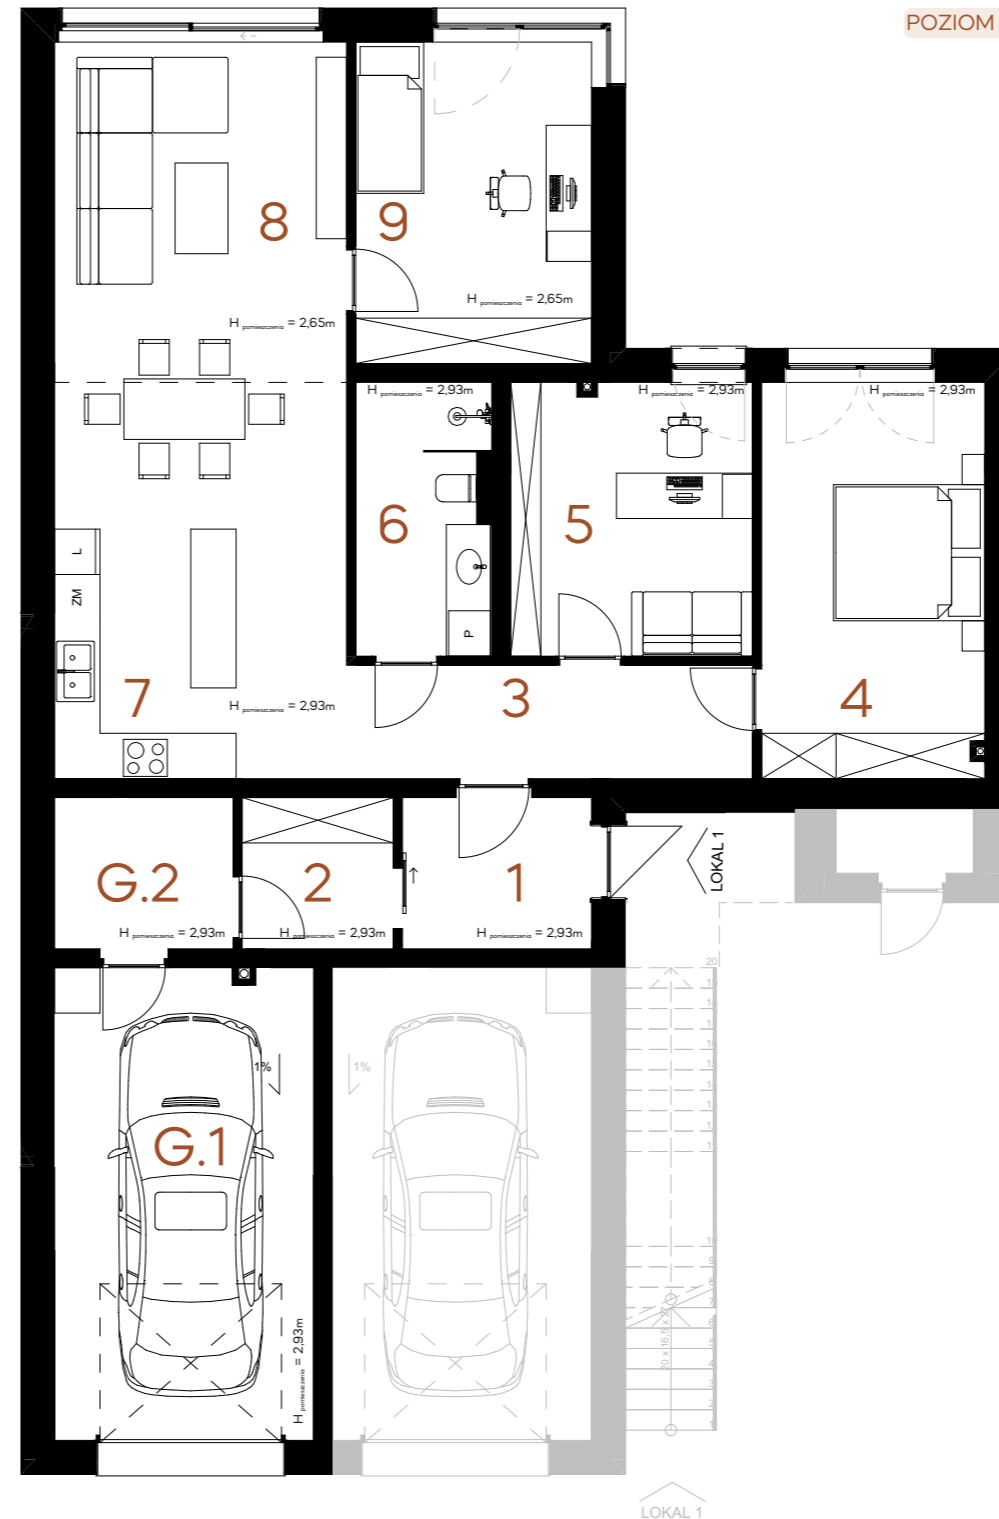 POZIOM
8
9
H pomieszczenia = 2,65m
H pomieszczenia = 2,65m
H pomieszczenia = 2,93m
H pomieszczenia = 2,93m
H pomieszczenia = 2,93m
6
5
L
ZM
P
7
H pomieszczenia = 2,93m
3
4
G.2
2
1
LOKAL 1
H pomieszczenia = 2,93m
H pomieszczenia = 2,93m
H pomieszczenia = 2,93m
20
1%
1%
G.1
H pomieszczenia = 2,93m
LOKAL 1